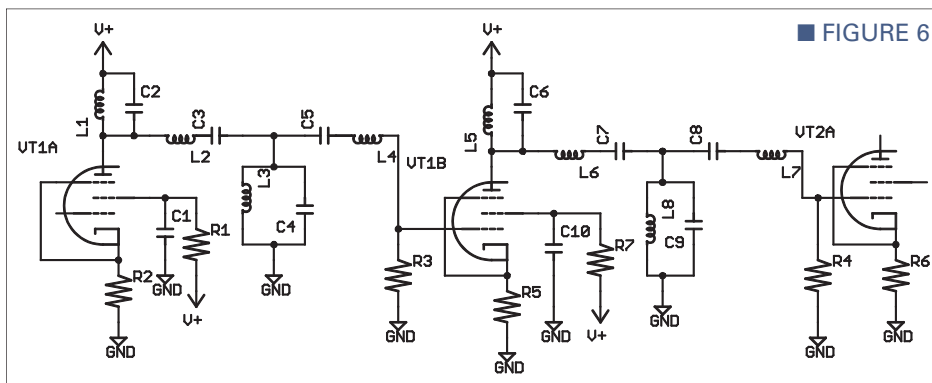 ■ FIGURE 6
V+
V+
L1
C2
C3
C5
L2
L4
VT1A
VT1B
L3
C4
C1
R1
R2
R3
V+
GND
GND
GND
GND
L5
C6
C7
C8
L6
L7
VT2A
L8
C9
C10
R7
R5
R4
R6
V+
GND
GND
GND
GND
GND